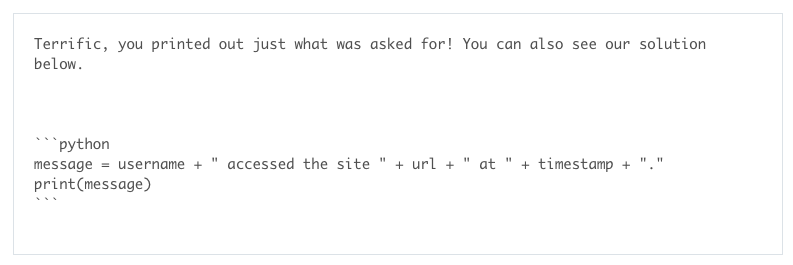 Terrific, you printed out just what was asked for! You can also see our solution
below.
```python
message = username + " accessed the site " + url + " at " + timestamp + "."
print(message)
```